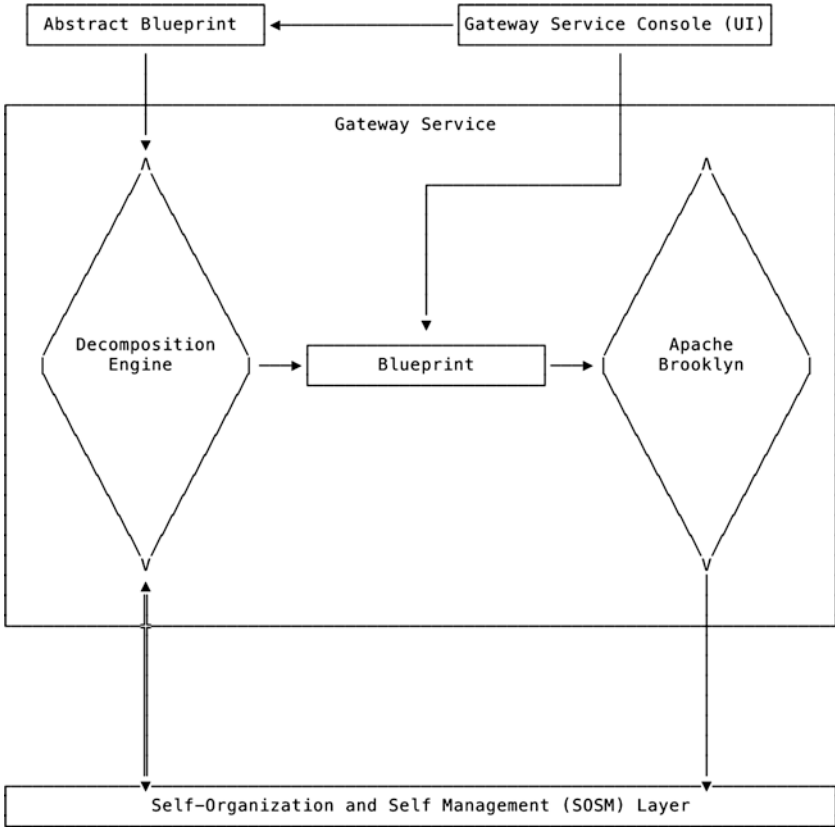 Abstract Blueprint
Gateway Service Console (UI)
Gateway Service
Decomposition
Engine
Blueprint
Apache
Brooklyn
Self-Organization and Self Management (SOSM) Layer